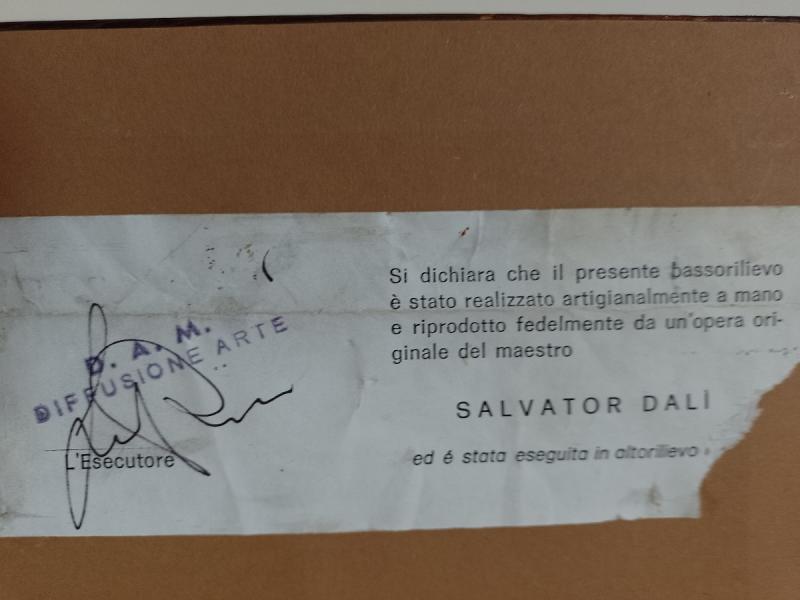 Si dichiara che il presente bassorilievo
è stato realizzato artigianalmente a mano
e riprodotto fedelmente da un'opera ori-
ginale del maestro
SALVATOR DALÌ
ed é stata eseguita in altorilievo
D. A. M.
DIFFUSIONE ARTE
L'Esecutore